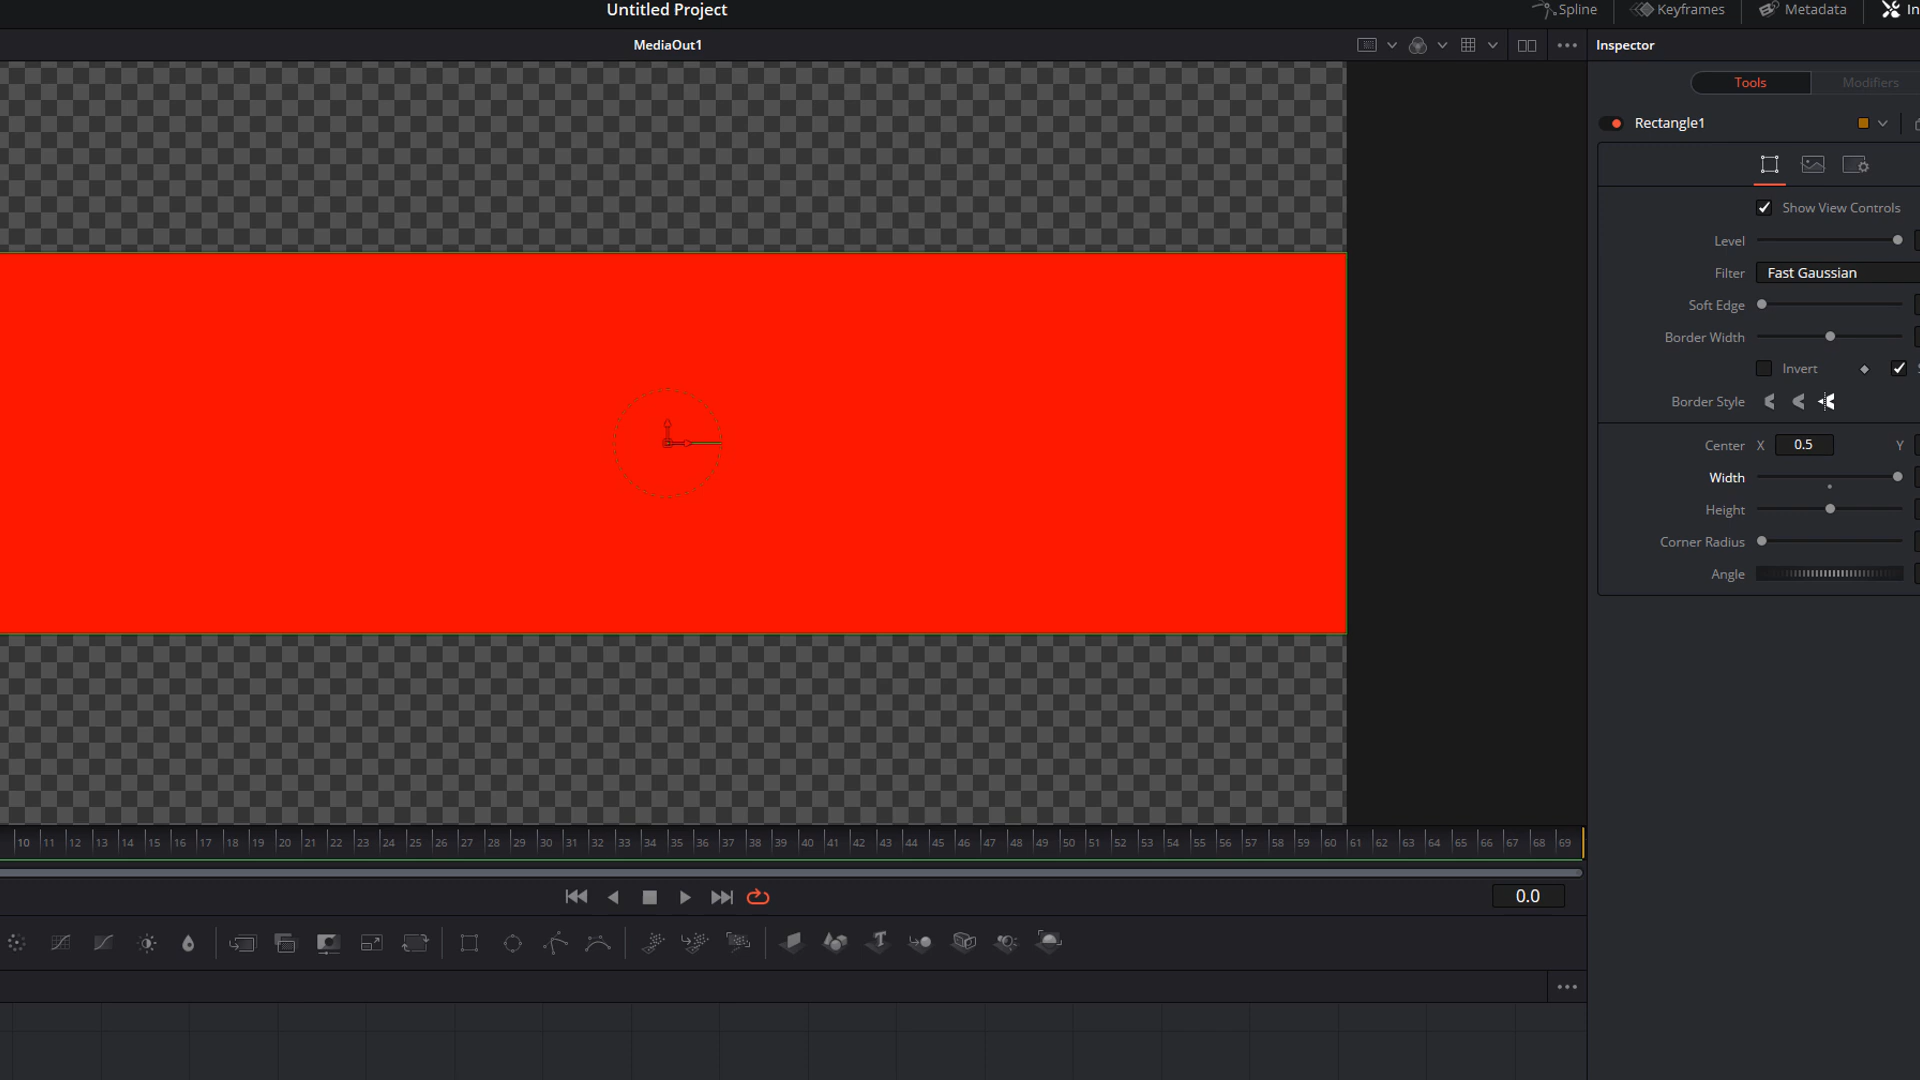 Untitled Project
Spline
Keyframes
Metadata
In
MediaOut1
Inspector
Tools
Modifiers
Rectangle1
Show View Controls
Level
Filter Fast Gaussian
Soft Edge
Border Width
Invert
Border Style
Center X 0.5 Y
Width
Height
Corner Radius
Angle
10 11 12 13 14 15 16 17 18 19 20 21 22 23 24 25 26 27 28 29 30 31 32 33 34 35 36 37 38 39 40 41 42 43 44 45 46 47 48 49 50 51 52 53 54 55 56 57 58 59 60 61 62 63 64 65 66 67 68 69
0.0